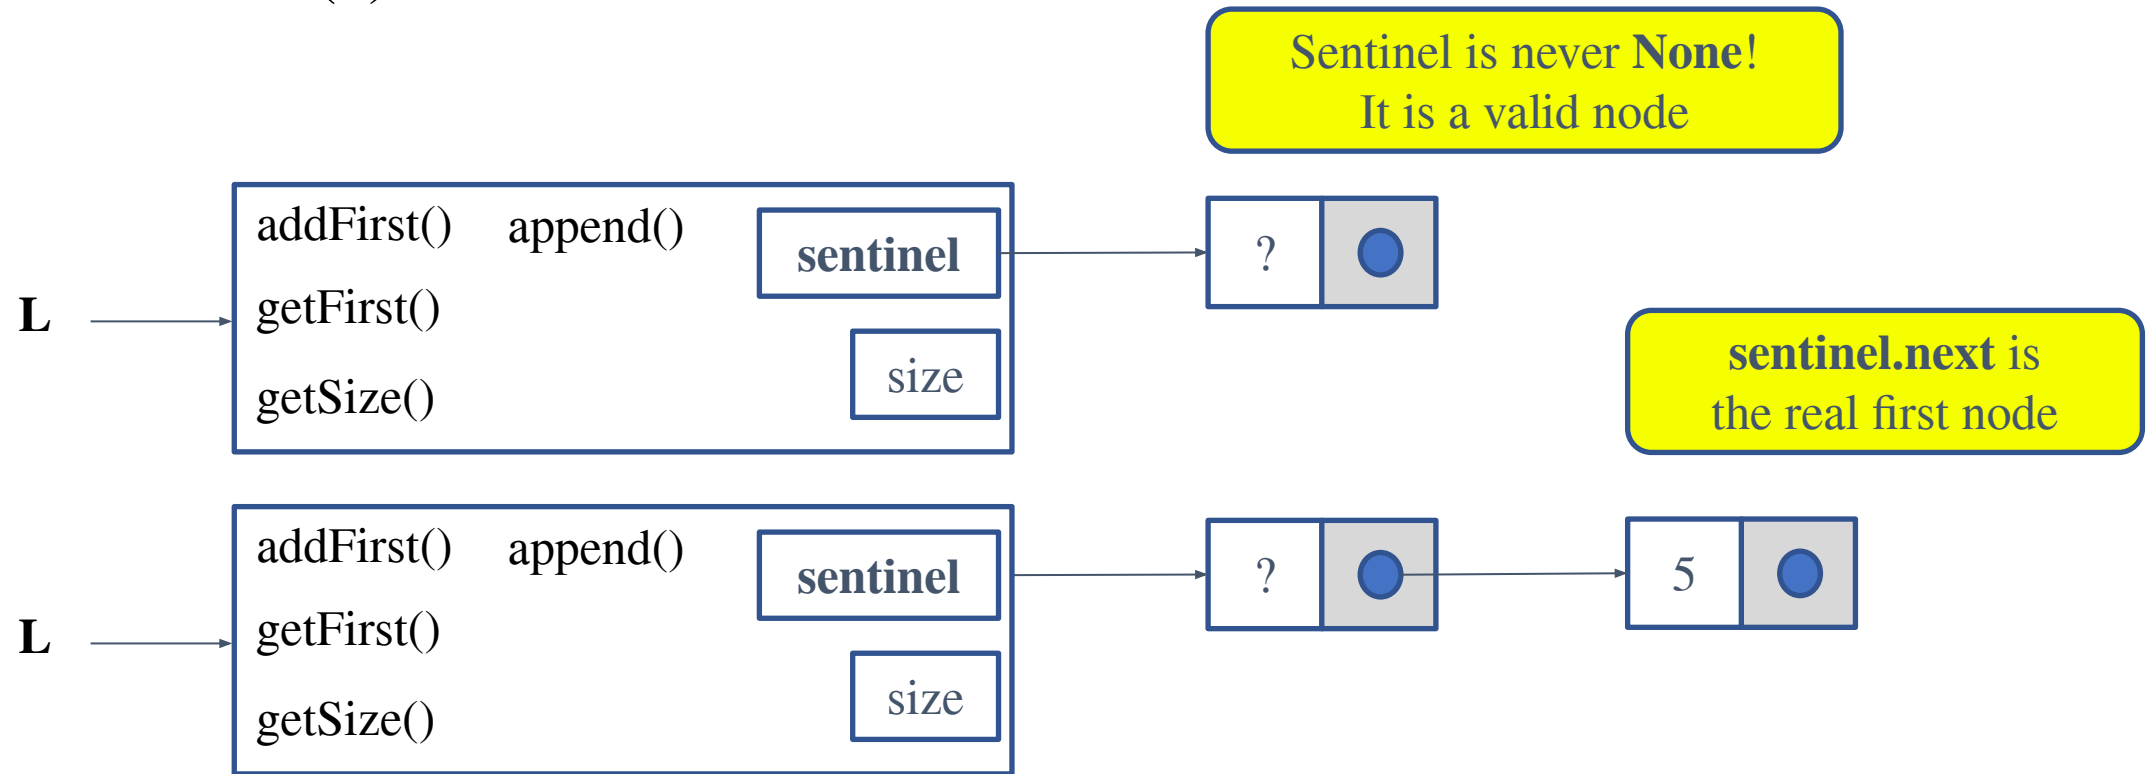 Sentinel is never None!
It is a valid node
L
addFirst() append()
getFirst()
getSize()
sentinel
size
?
sentinel.next is
the real first node
L
addFirst() append()
getFirst()
getSize()
sentinel
size
?
5